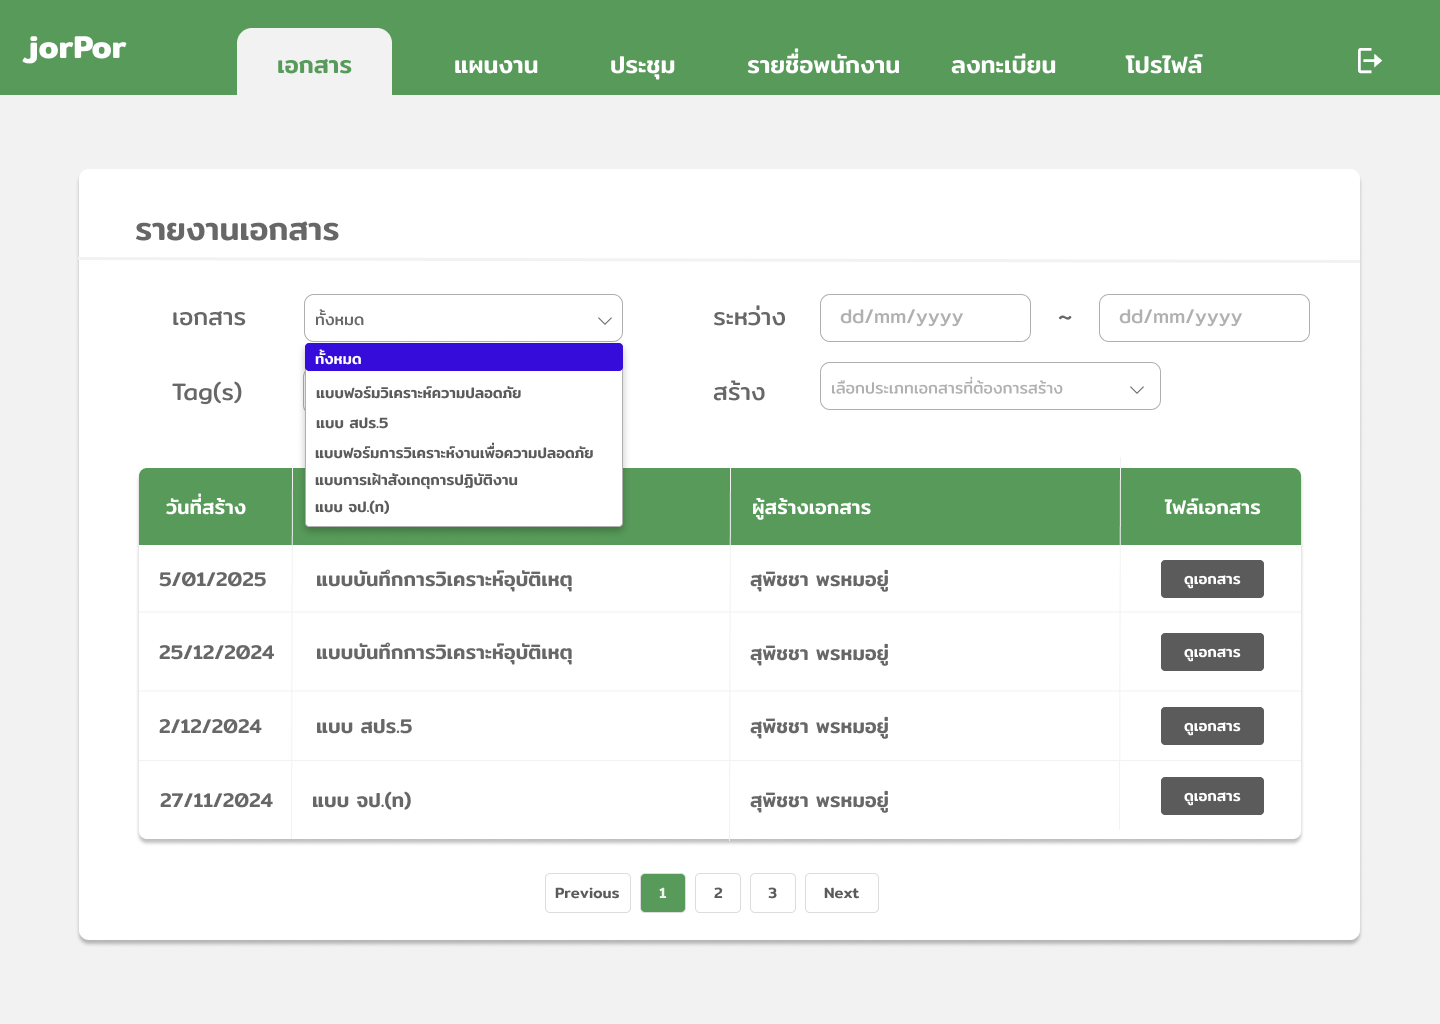 jorPor
เอกสาร แผนงาน ประชุม รายชื่อพนักงาน ลงทะเบียน โปรไฟล์
รายงานเอกสาร
เอกสาร ทั้งหมด ระหว่าง dd/mm/yyyy ~ dd/mm/yyyy
ทั้งหมด
Tag(s) สร้าง เลือกประเภทเอกสารที่ต้องการสร้าง
แบบฟอร์มวิเคราะห์ความปลอดภัย
แบบ สปร.5
แบบฟอร์มการวิเคราะห์งานเพื่อความปลอดภัย
แบบการเฝ้าสังเกตุการปฏิบัติงาน
แบบ จป.(ท)
วันที่สร้าง ผู้สร้างเอกสาร ไฟล์เอกสาร
5/01/2025 แบบบันทึกการวิเคราะห์อุบัติเหตุ สุพิชชา พรหมอยู่ ดูเอกสาร
25/12/2024 แบบบันทึกการวิเคราะห์อุบัติเหตุ สุพิชชา พรหมอยู่ ดูเอกสาร
2/12/2024 แบบ สปร.5 สุพิชชา พรหมอยู่ ดูเอกสาร
27/11/2024 แบบ จป.(ท) สุพิชชา พรหมอยู่ ดูเอกสาร
Previous 1 2 3 Next